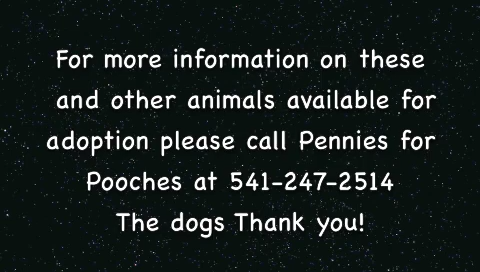 For more information on these
and other animals available for
adoption please call Pennies for
Pooches at 541-247-2514
The dogs Thank you!